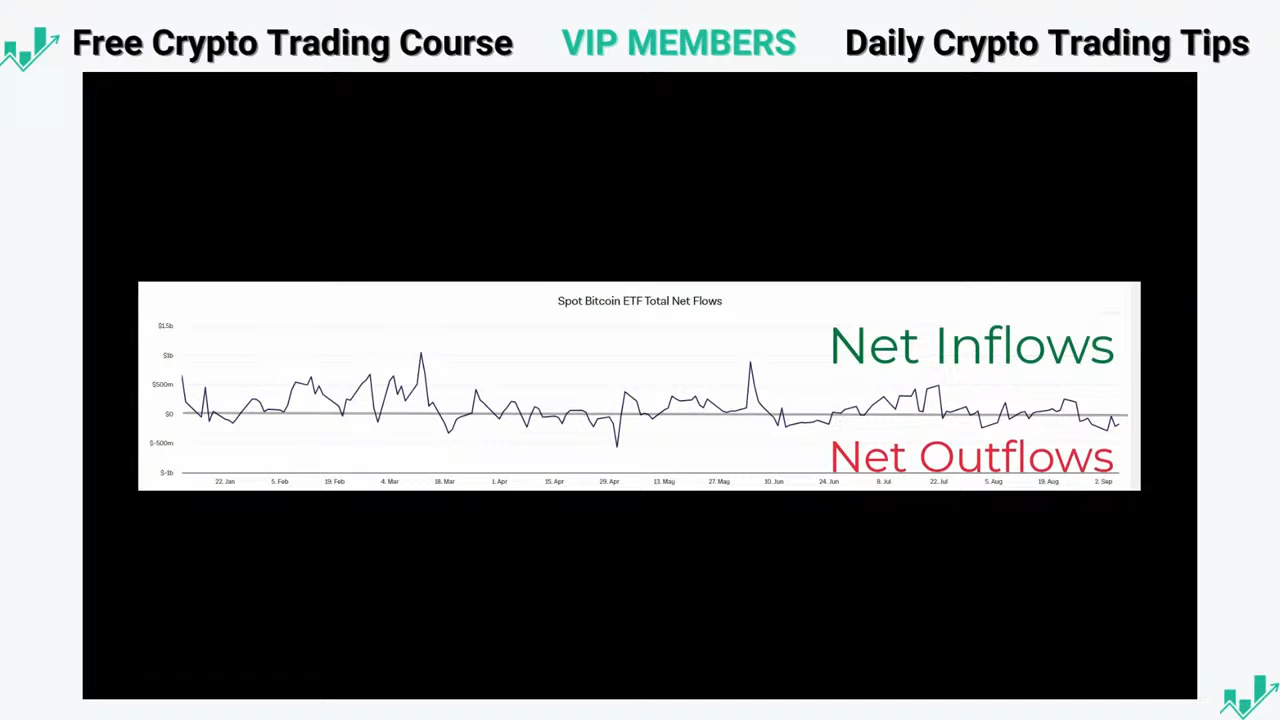 Free Crypto Trading Course VIP MEMBERS Daily Crypto Trading Tips
Spot Bitcoin ETF Total Net Flows
$1.5b
$1b
$500m
$0
$-500m
$-1b
Net Inflows
Net Outflows
22. Jan 5. Feb 19. Feb 4. Mar 18. Mar 1. Apr 15. Apr 29. Apr 13. May 27. May 10. Jun 24. Jun 8. Jul 22. Jul 5. Aug 19. Aug 2. Sep